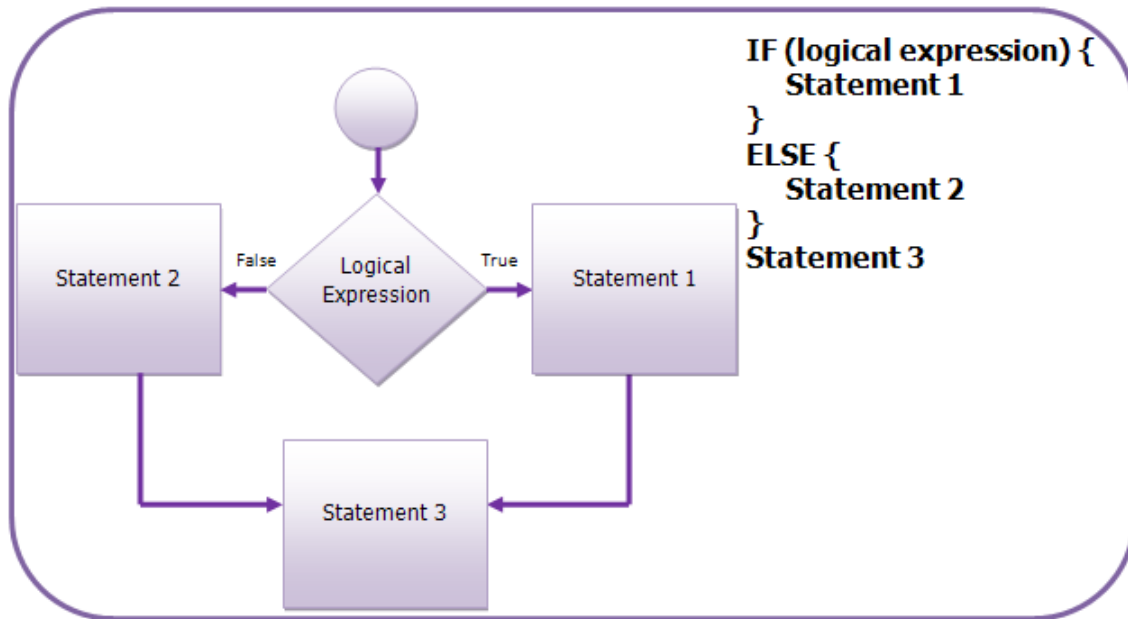 IF (logical expression) {
Statement 1
}
ELSE {
Statement 2
}
Statement 3
Statement 2
False
Logical
Expression
True
Statement 1
Statement 3